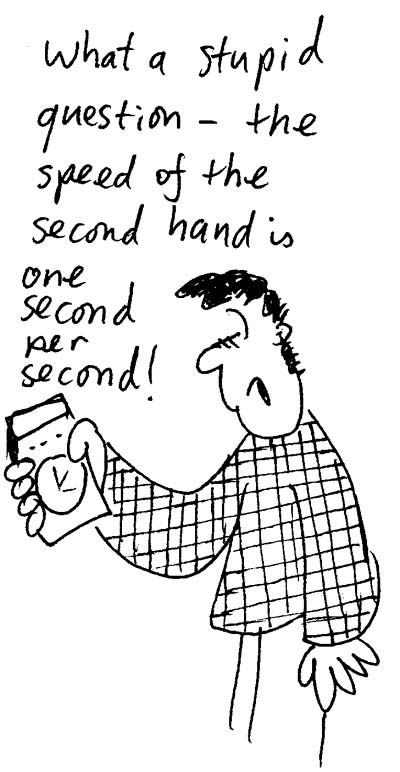 What a stupid
question - the
speed of the
second hand is
one
second
per
second!